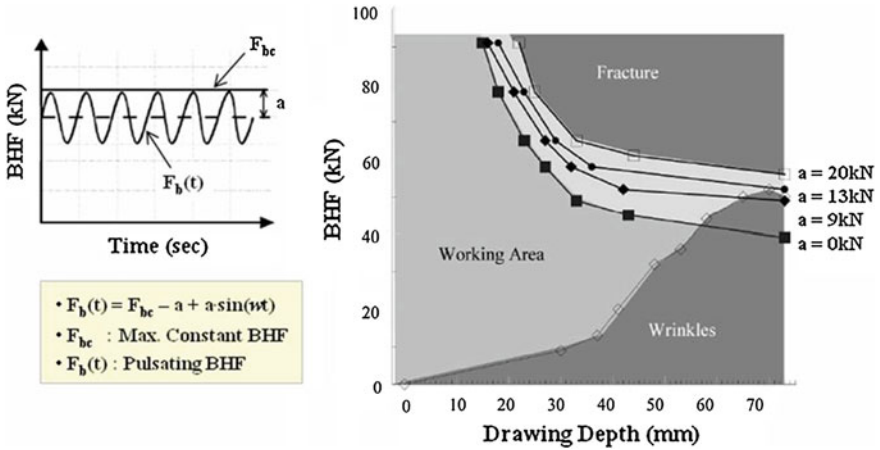 F_bc
a
F_b(t)
BHF (kN)
Time (sec)
• F_b(t) = F_bc – a + a·sin(wt)
• F_bc : Max. Constant BHF
• F_b(t) : Pulsating BHF
100
80
60
40
20
0
BHF (kN)
Fracture
Working Area
Wrinkles
a = 20kN
a = 13kN
a = 9kN
a = 0kN
0 10 20 30 40 50 60 70
Drawing Depth (mm)